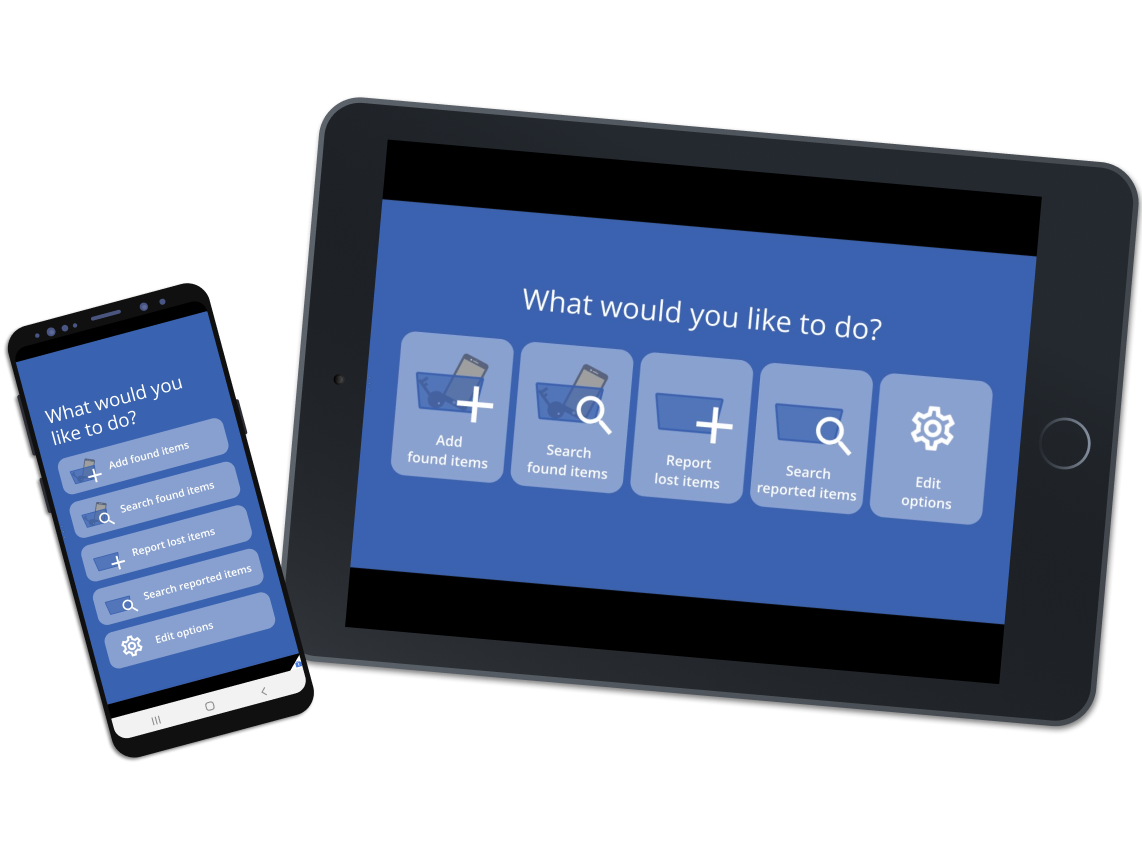 What would you
like to do?
Add found items
Search found items
Report lost items
Search reported items
Edit options
What would you like to do?
Add
found items
Search
found items
Report
lost items
Search
reported items
Edit
options